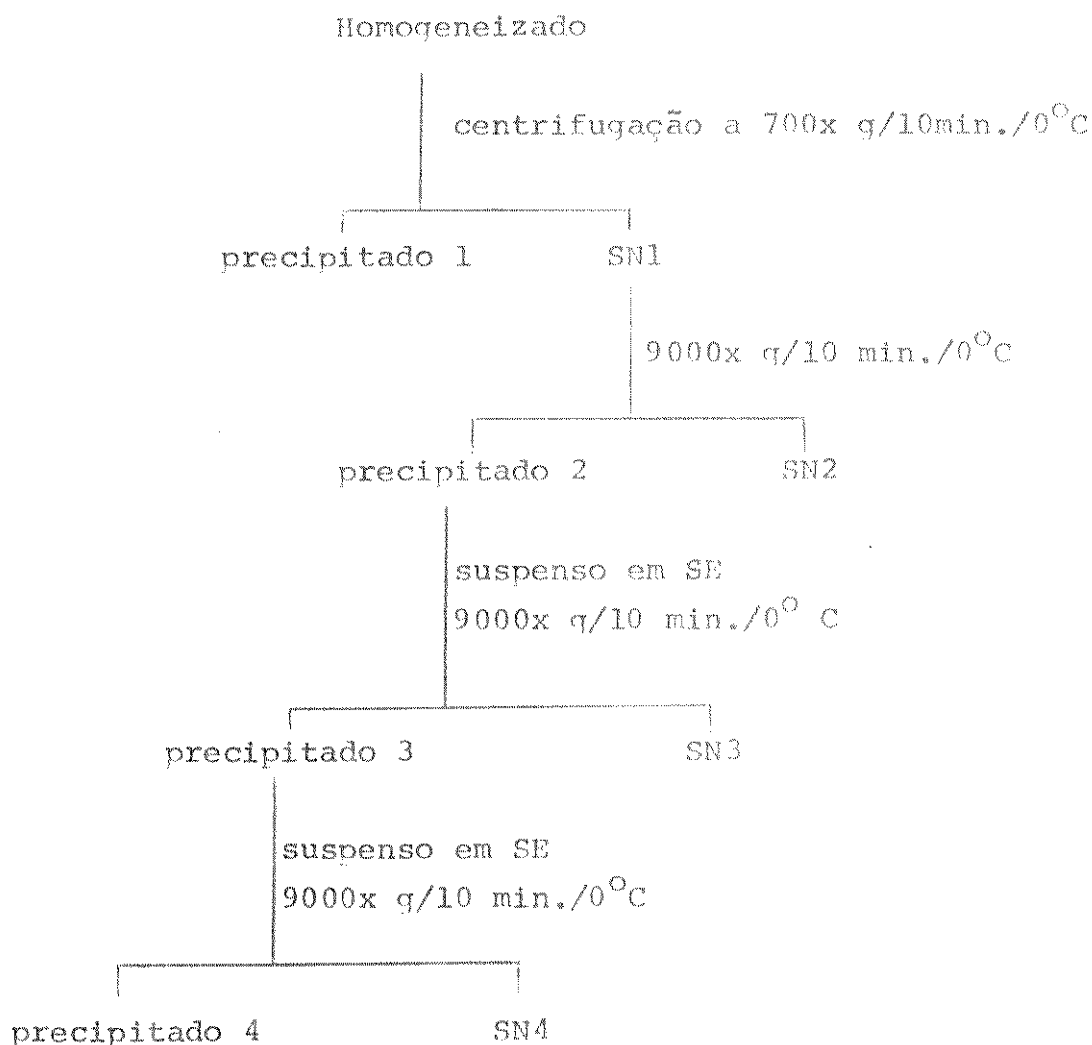 Homogeneizado
centrifugação a 700x g/10min./0°C
precipitado 1 SN1
9000x g/10 min./0°C
precipitado 2 SN2
suspenso em SE
9000x g/10 min./0° C
precipitado 3 SN3
suspenso em SE
9000x g/10 min./0°C
precipitado 4 SN4